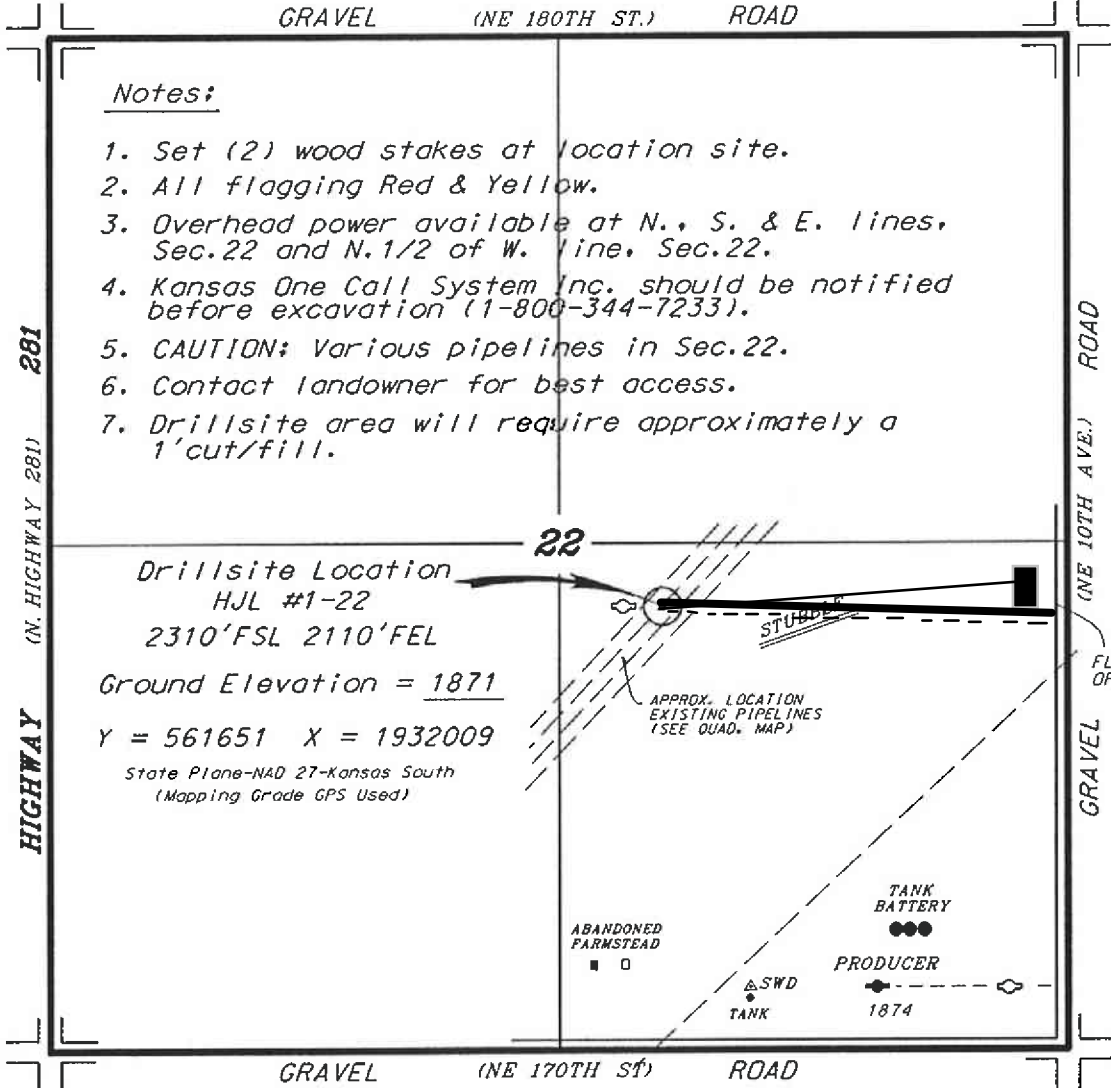 GRAVEL (NE 180TH ST.) ROAD
Notes:
1. Set (2) wood stakes at location site.
2. All flagging Red & Yellow.
3. Overhead power available at N., S. & E. lines,
Sec.22 and N.1/2 of W. line, Sec.22.
4. Kansas One Call System Inc. should be notified
before excavation (1-800-344-7233).
5. CAUTION: Various pipelines in Sec.22.
6. Contact landowner for best access.
7. Drillsite area will require approximately a
1'cut/fill.
HIGHWAY (N. HIGHWAY 281) 281
GRAVEL (NE 10TH AVE.) ROAD
22
Drillsite Location
HJL #1-22
2310'FSL 2110'FEL
Ground Elevation = 1871
Y = 561651 X = 1932009
State Plane-NAD 27-Kansas South
(Mapping Grade GPS Used)
STUBBLE
FL
OF
APPROX. LOCATION
EXISTING PIPELINES
(SEE QUAD. MAP)
TANK
BATTERY
ABANDONED
FARMSTEAD
PRODUCER
SWD
TANK
1874
GRAVEL (NE 170TH ST) ROAD